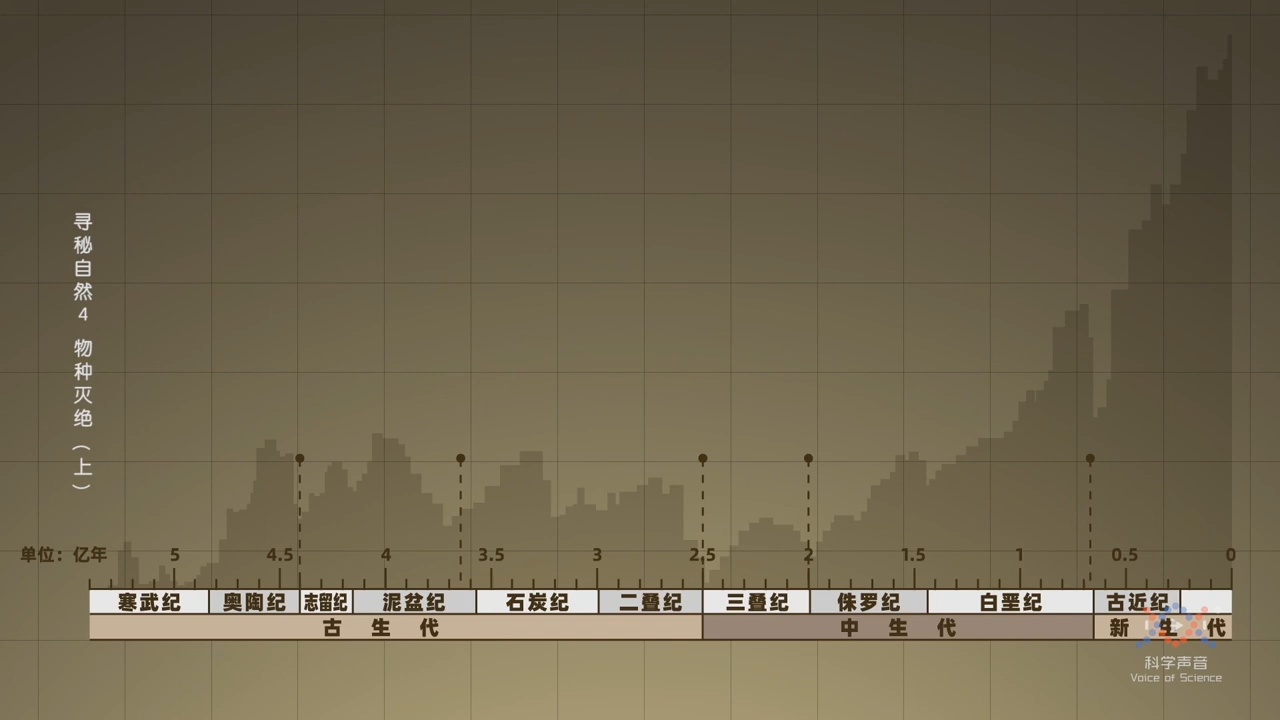 寻秘自然4 物种灭绝（上）
单位：亿年 5 4.5 4 3.5 3 2.5 2 1.5 1 0.5 0
寒武纪 奥陶纪 志留纪 泥盆纪 石炭纪 二叠纪 三叠纪 侏罗纪 白垩纪 古近纪
古生代 中生代 新生代
科学声音
Voice of Science